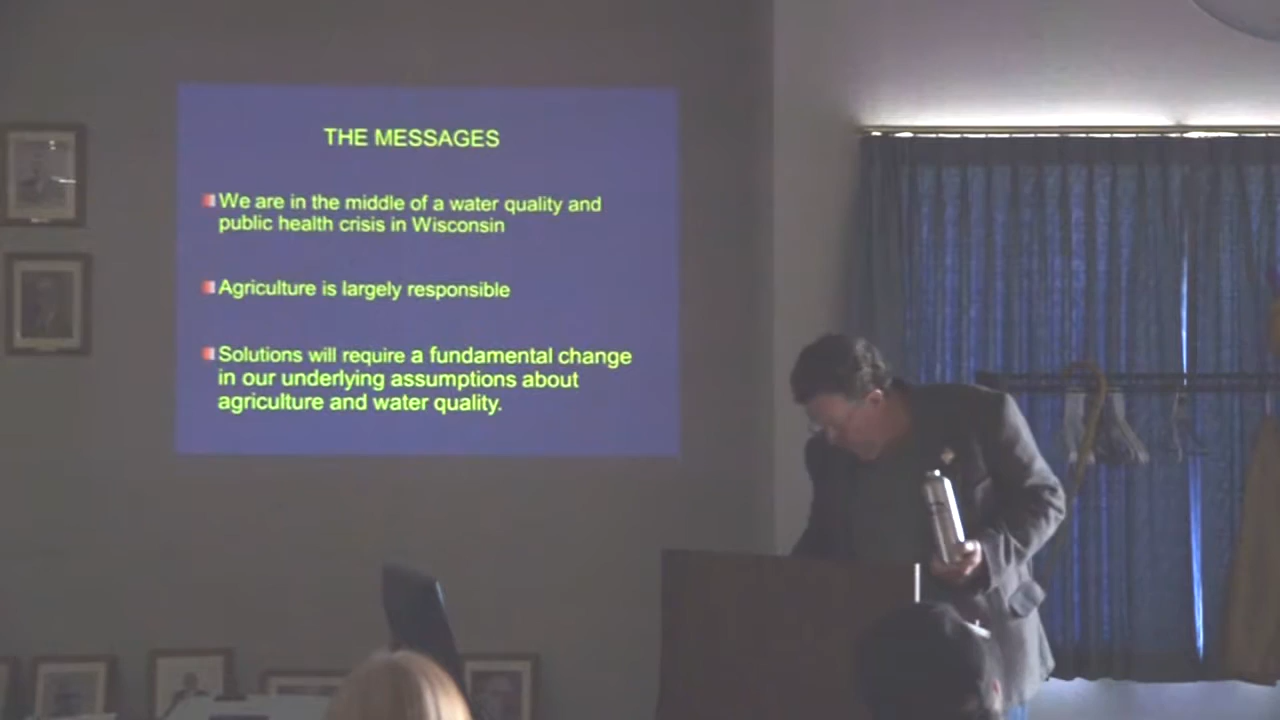 THE MESSAGES
We are in the middle of a water quality and
public health crisis in Wisconsin
Agriculture is largely responsible
Solutions will require a fundamental change
in our underlying assumptions about
agriculture and water quality.